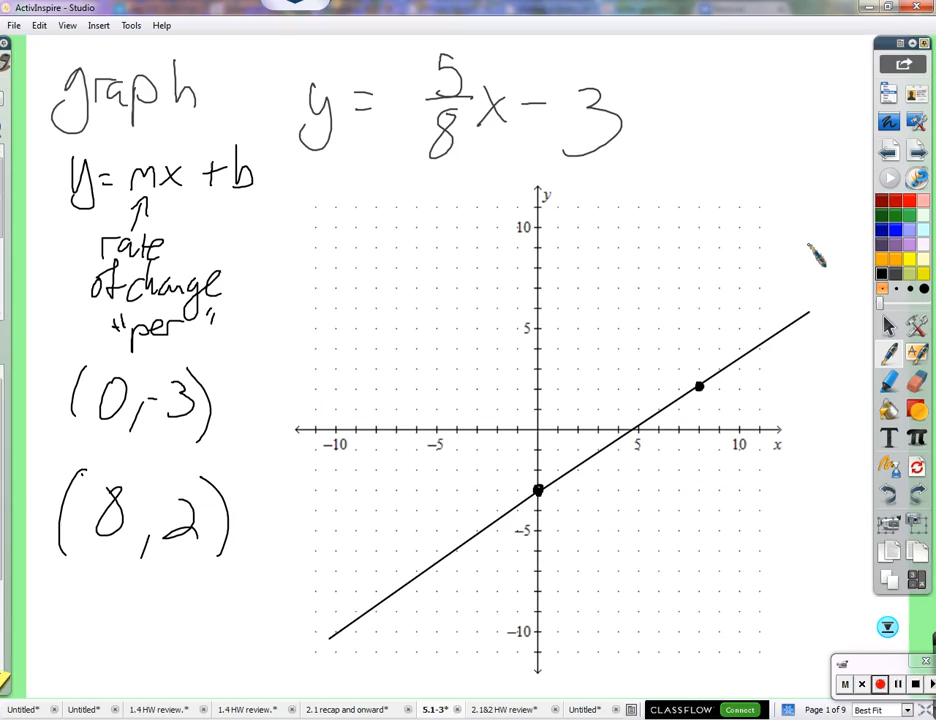 ActivInspire - Studio
File Edit View Insert Tools Help
graph
y = 5/8 x - 3
y = mx + b
rate
of change
"per"
(0, -3)
(8, 2)
y
10
5
-10 -5 5 10 x
-5
-10
Untitled* Untitled* 1.4 HW review.* 1.4 HW review.* 2.1 recap and onward* 5.1-3* 2.1&2 HW review* Untitled* CLASSFLOW Connect Page 1 of 9 Best Fit
M